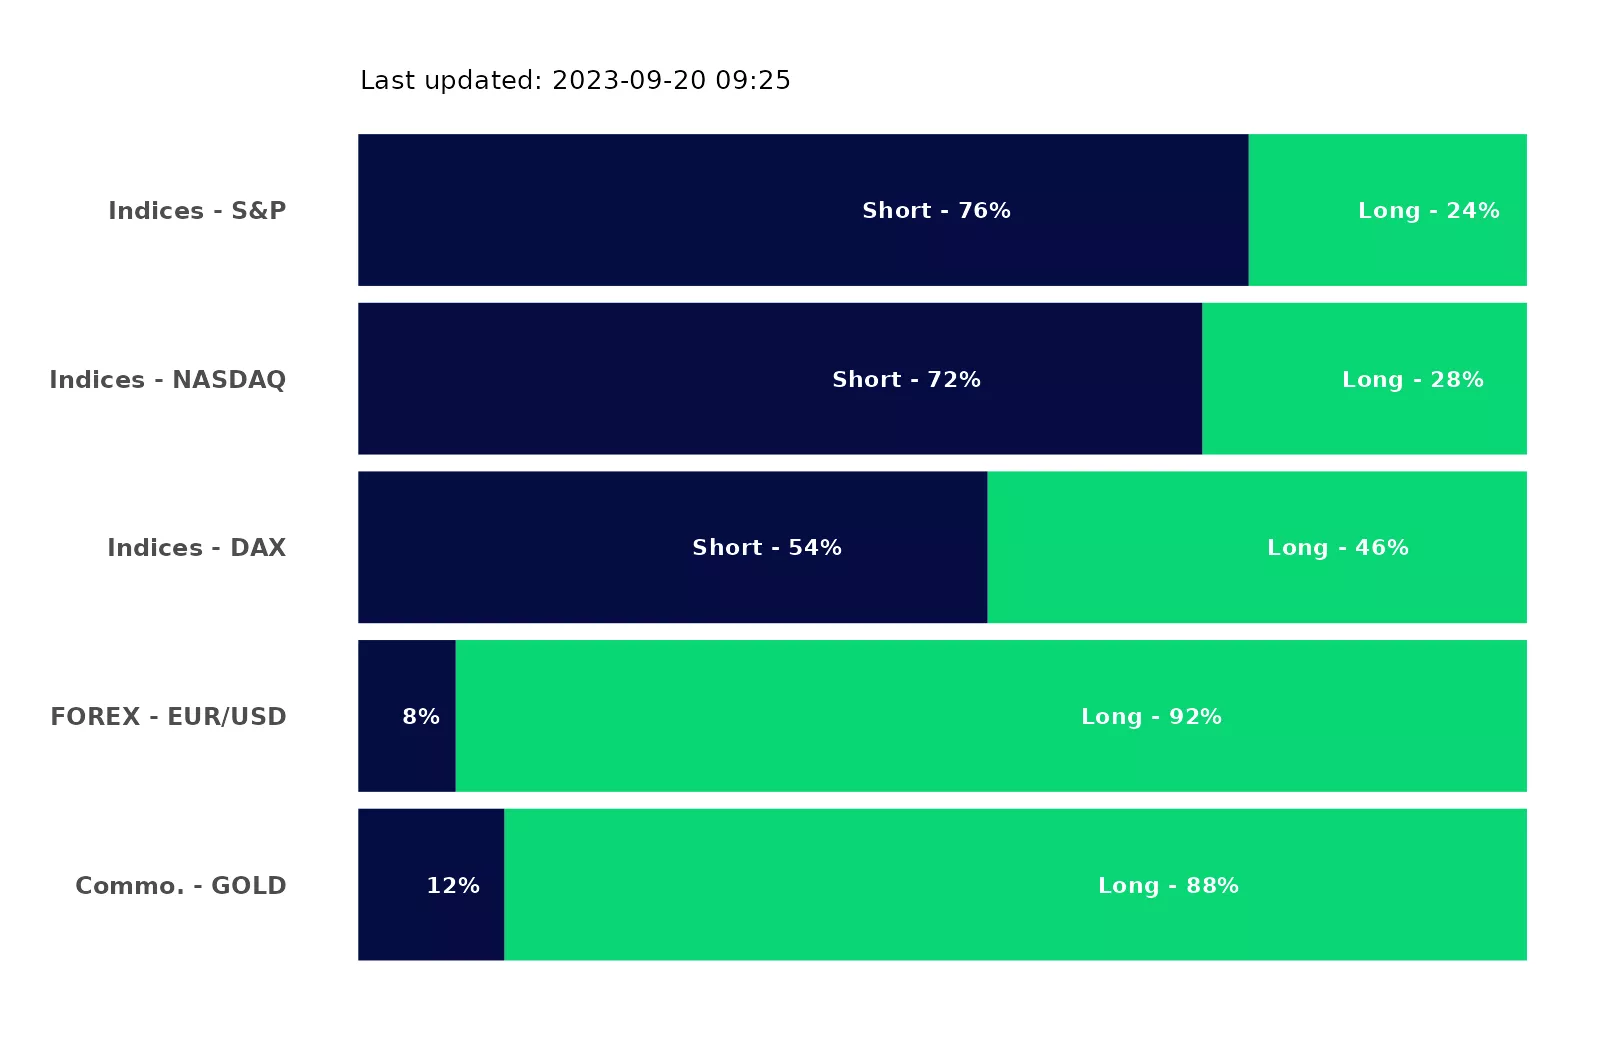 Last updated: 2023-09-20 09:25
Indices - S&P Short - 76% Long - 24%
Indices - NASDAQ Short - 72% Long - 28%
Indices - DAX Short - 54% Long - 46%
FOREX - EUR/USD 8% Long - 92%
Commo. - GOLD 12% Long - 88%